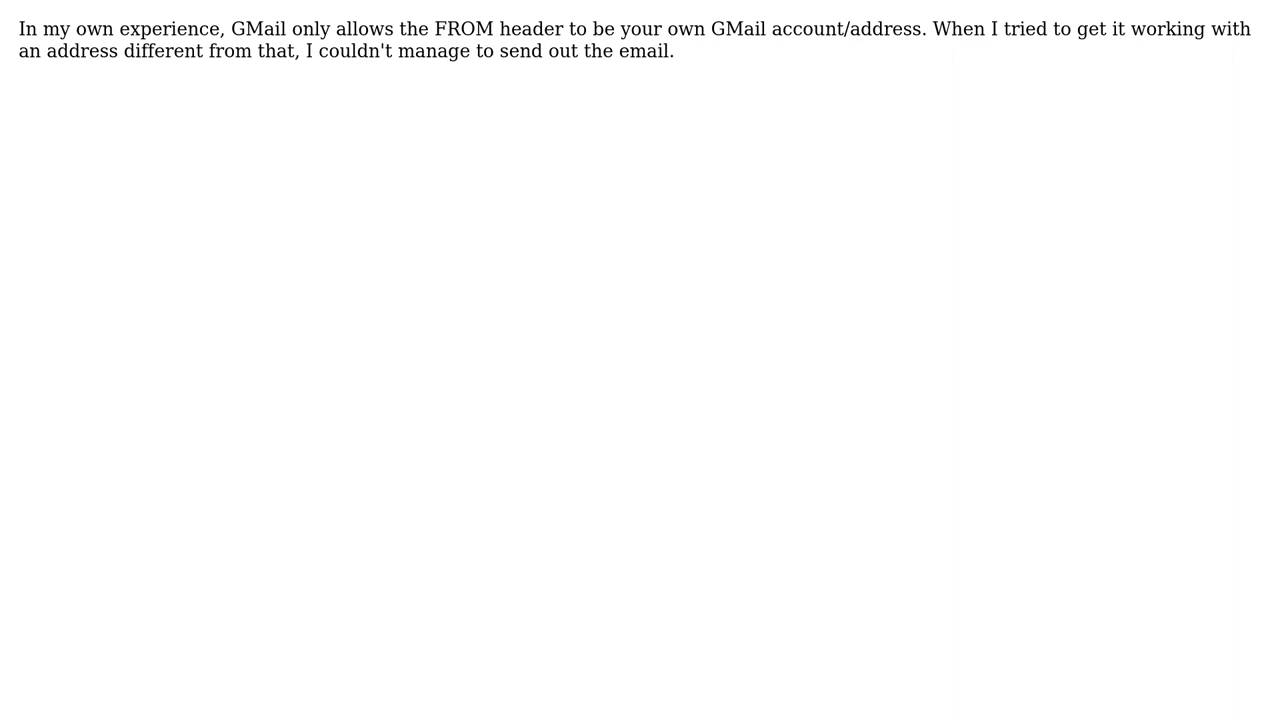 In my own experience, GMail only allows the FROM header to be your own GMail account/address. When I tried to get it working with
an address different from that, I couldn't manage to send out the email.